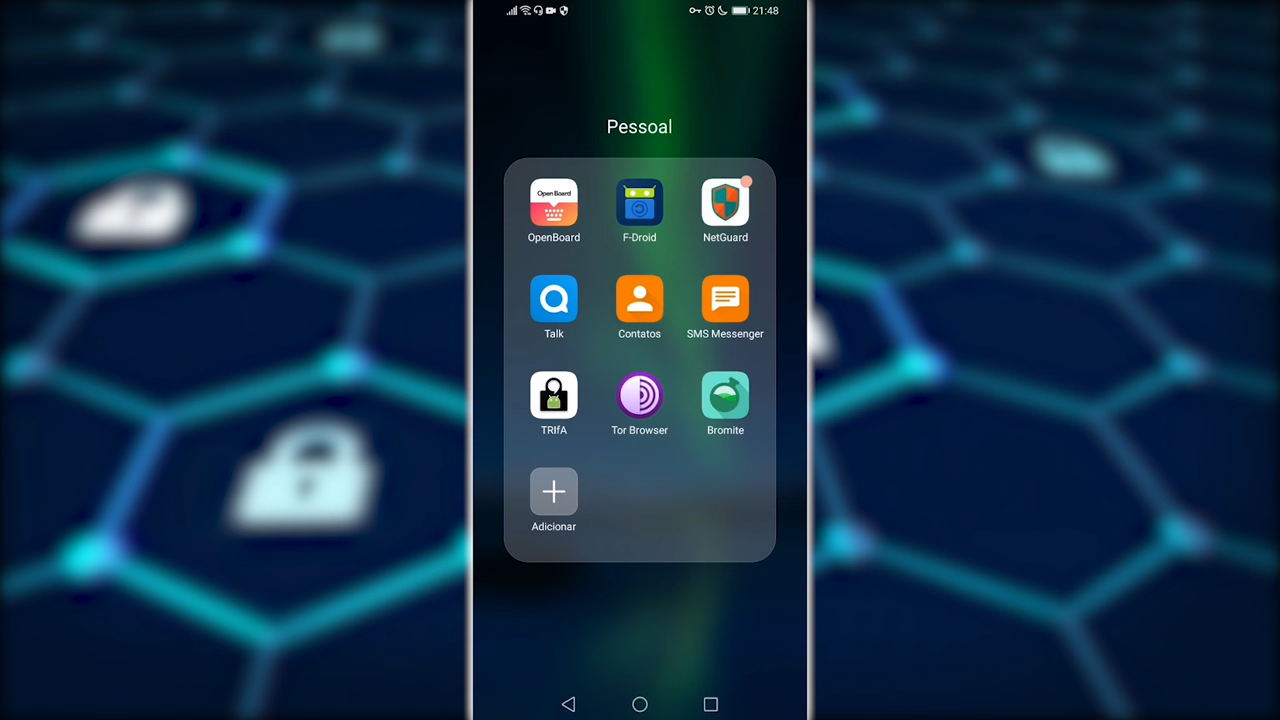 21:48
Pessoal
Open Board
OpenBoard
F-Droid
NetGuard
Talk
Contatos
SMS Messenger
TRIfA
Tor Browser
Bromite
Adicionar